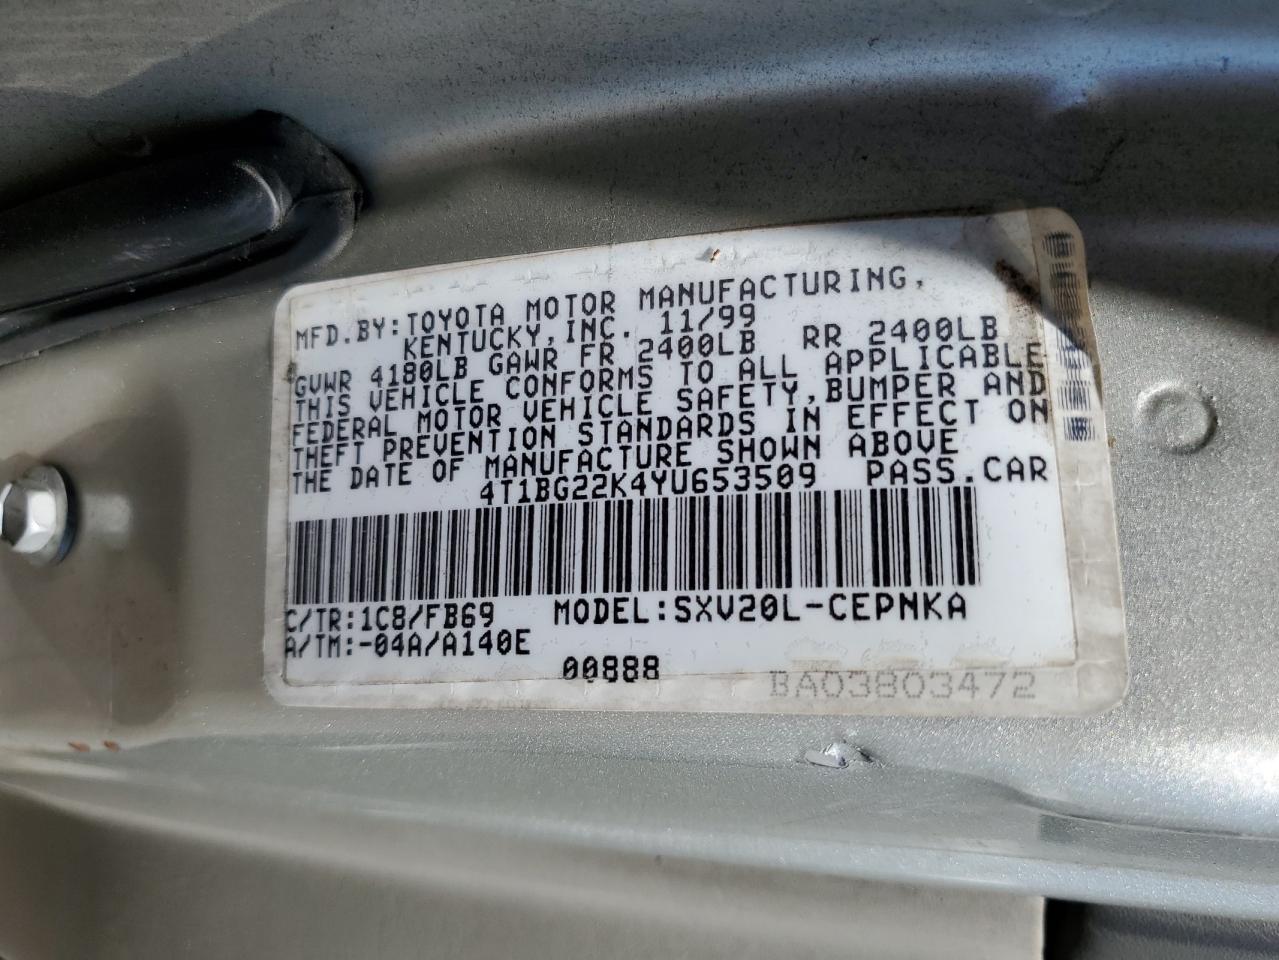 MFD.BY:TOYOTA MOTOR MANUFACTURING,
KENTUCKY,INC. 11/99
GVWR 4180LB GAWR FR 2400LB RR 2400LB
THIS VEHICLE CONFORMS TO ALL APPLICABLE
FEDERAL MOTOR VEHICLE SAFETY,BUMPER AND
THEFT PREVENTION STANDARDS IN EFFECT ON
THE DATE OF MANUFACTURE SHOWN ABOVE
4T1BG22K4YU653509 PASS.CAR
C/TR:1C8/FB69 MODEL:SXV20L-CEPNKA
A/TM:-04A/A140E
00888
BA03803472